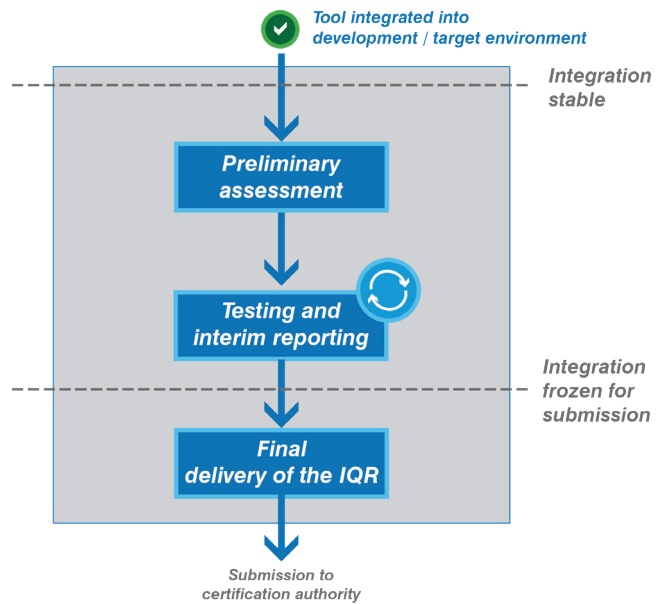 Tool integrated into
development / target environment
Integration
stable
Preliminary
assessment
Testing and
interim reporting
Integration
frozen for
submission
Final
delivery of the IQR
Submission to
certification authority